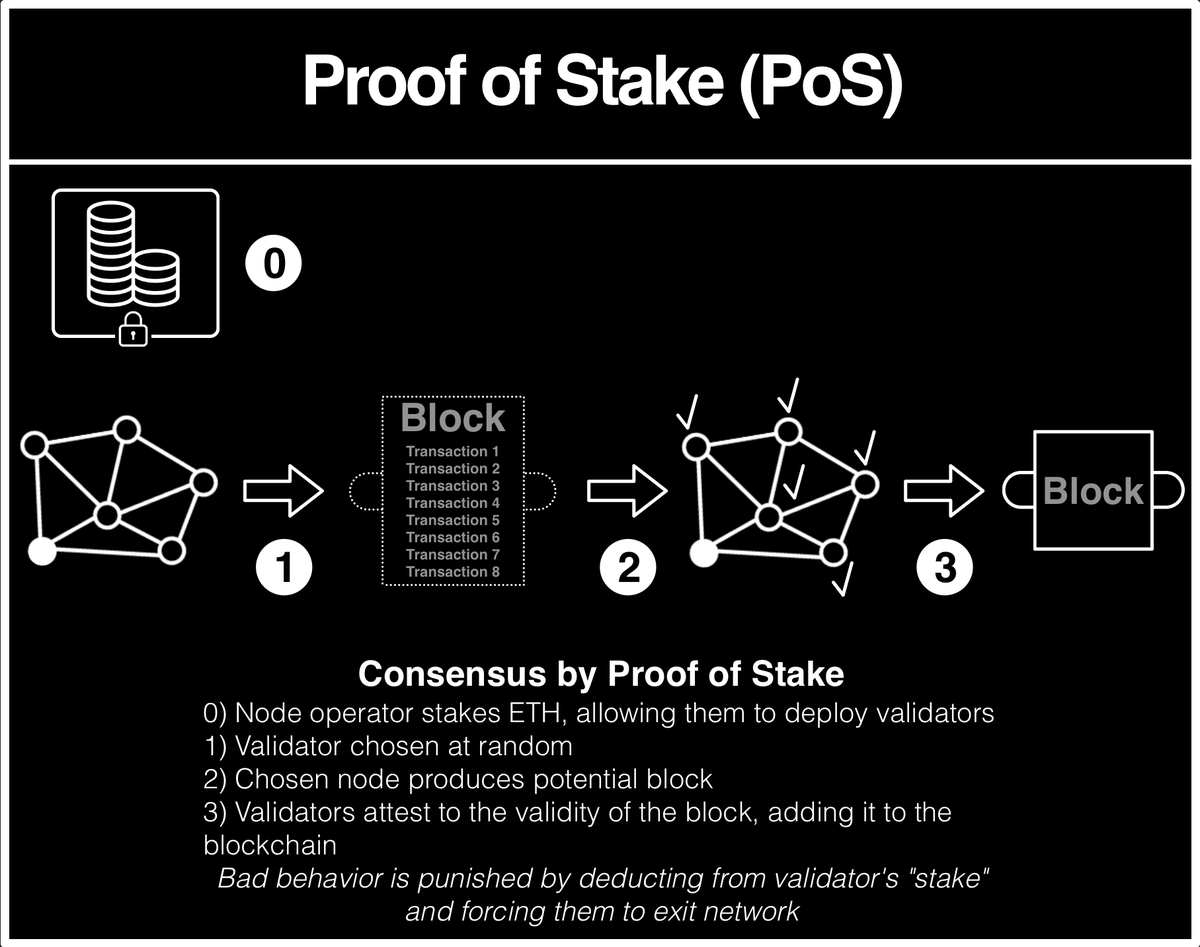 Proof of Stake (PoS)
0
Block
Transaction 1
Transaction 2
Transaction 3
Transaction 4
Transaction 5
Transaction 6
Transaction 7
Transaction 8
Block
1
2
3
Consensus by Proof of Stake
0) Node operator stakes ETH, allowing them to deploy validators
1) Validator chosen at random
2) Chosen node produces potential block
3) Validators attest to the validity of the block, adding it to the
blockchain
Bad behavior is punished by deducting from validator's "stake"
and forcing them to exit network